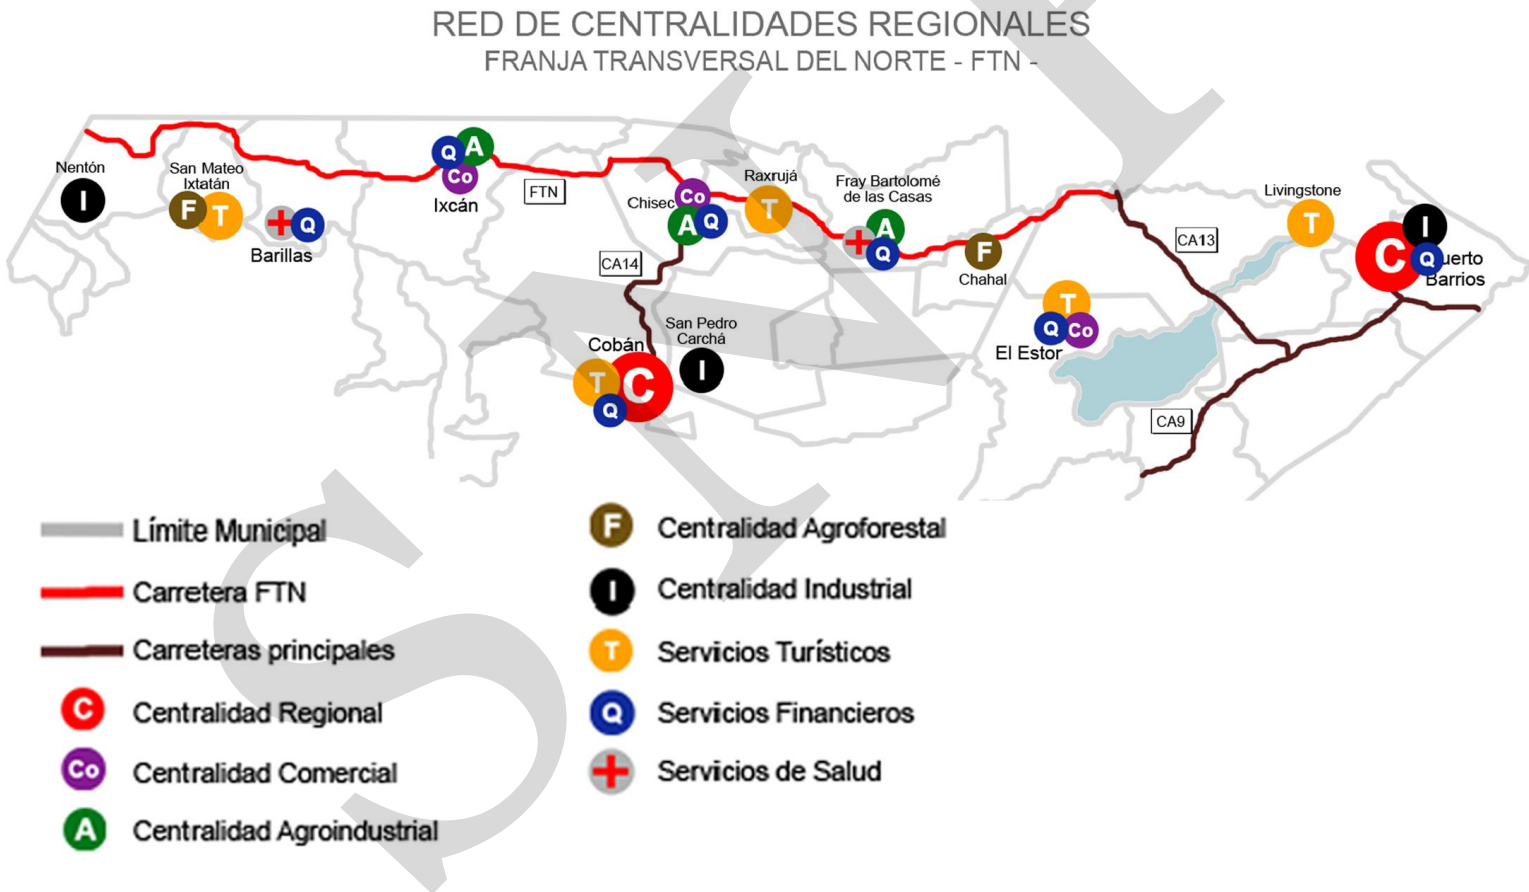 RED DE CENTRALIDADES REGIONALES
FRANJA TRANSVERSAL DEL NORTE - FTN -
Nentón
I
San Mateo
Ixtatán
F T
+ Q
Barillas
Q A
Co
Ixcán
FTN
Chisec
Co
A Q
CA14
Raxrujá
T
Fray Bartolomé
de las Casas
+ A
Q
F
Chahal
Cobán
T C
Q
San Pedro
Carchá
I
T
Q Co
El Estor
CA13
CA9
Livingstone
T
C I
Q
uerto
Barrios
Límite Municipal
Carretera FTN
Carreteras principales
C Centralidad Regional
Co Centralidad Comercial
A Centralidad Agroindustrial
F Centralidad Agroforestal
I Centralidad Industrial
T Servicios Turísticos
Q Servicios Financieros
+ Servicios de Salud